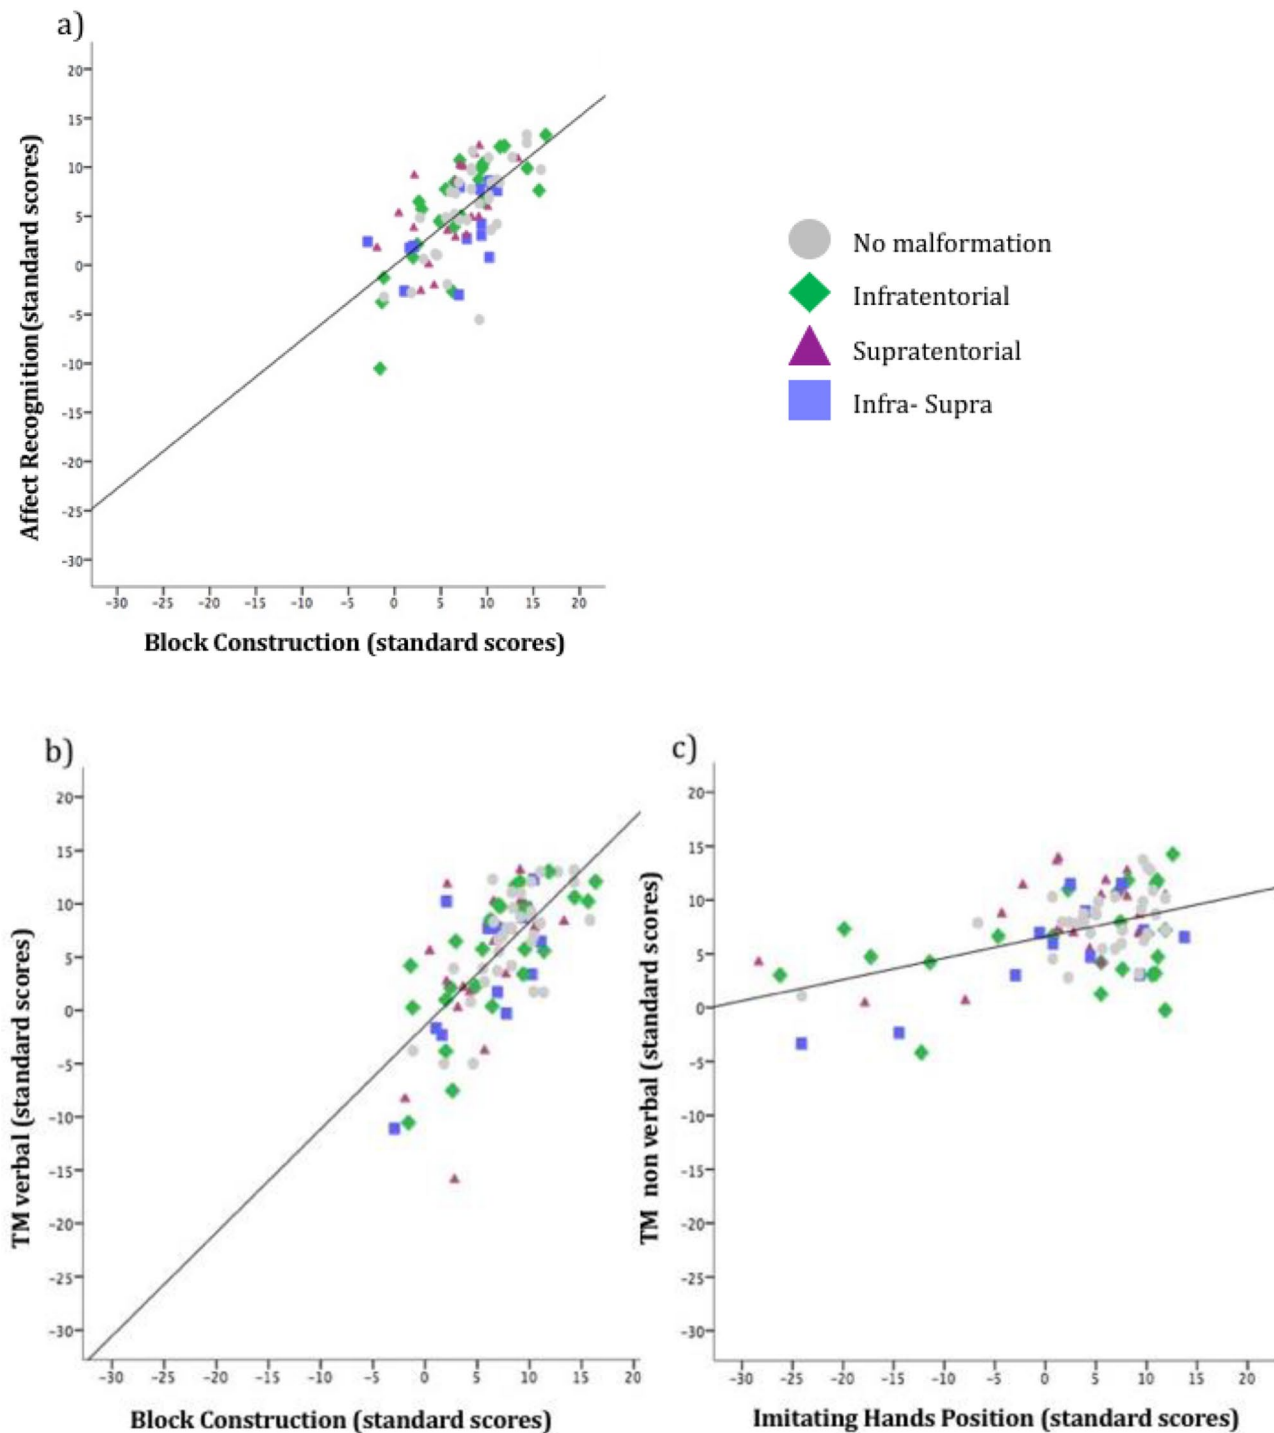 a)
20
15
10
5
0
-5
-10
-15
-20
-25
-30
Affect Recognition(standard scores)
-30 -25 -20 -15 -10 -5 0 5 10 15 20
Block Construction (standard scores)
No malformation
Infratentorial
Supratentorial
Infra- Supra
b)
20
15
10
5
0
-5
-10
-15
-20
-25
-30
TM verbal (standard scores)
-30 -25 -20 -15 -10 -5 0 5 10 15 20
Block Construction (standard scores)
c)
20
15
10
5
0
-5
-10
-15
-20
-25
-30
TM non verbal (standard scores)
-30 -25 -20 -15 -10 -5 0 5 10 15 20
Imitating Hands Position (standard scores)